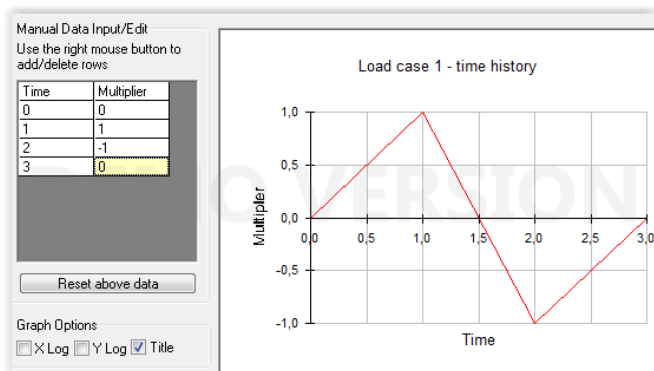 Manual Data Input/Edit
Use the right mouse button to
add/delete rows
Time Multiplier
0 0
1 1
2 -1
3 0
Reset above data
Graph Options
X Log Y Log Title
Load case 1 - time history
1,0
0,5
0,0
-0,5
-1,0
Multipler
0,0 0,5 1,0 1,5 2,0 2,5 3,0
Time
VERSION